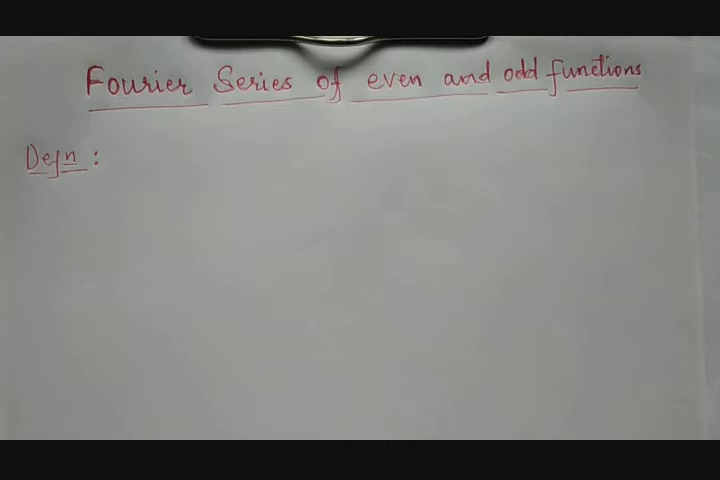 Fourier Series of even and odd functions
Defn :